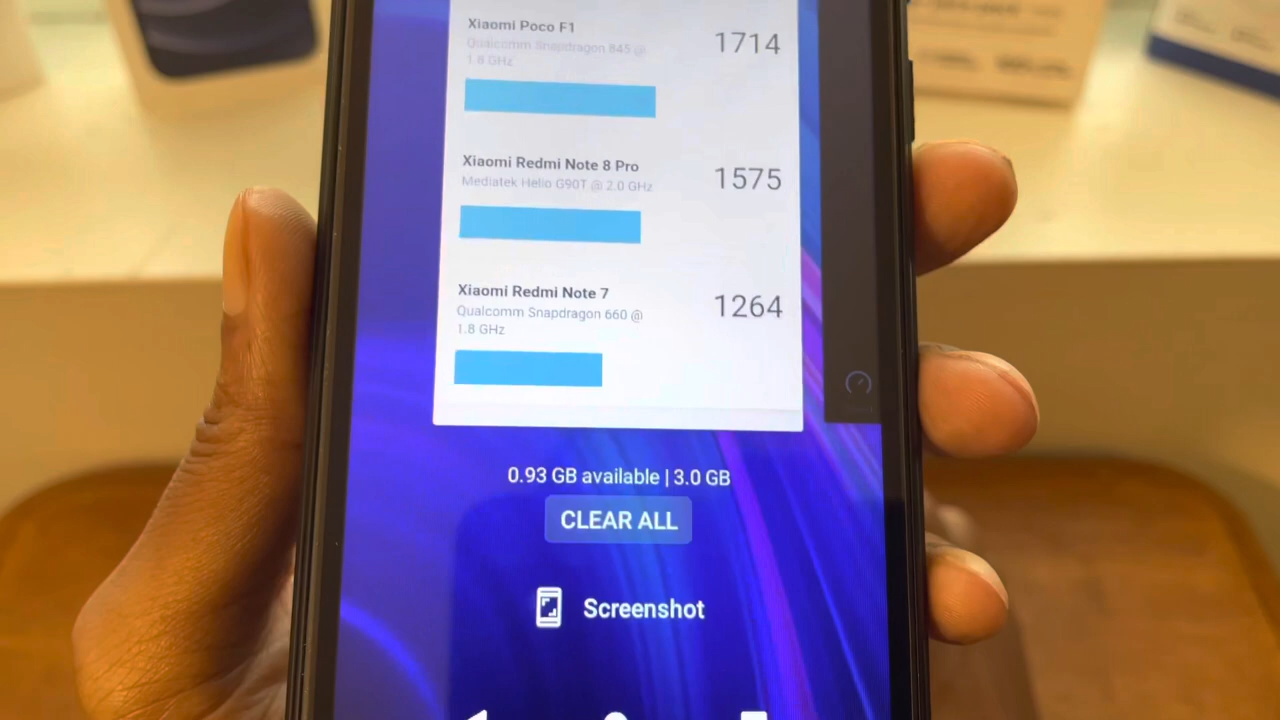 Xiaomi Poco F1
Qualcomm Snapdragon 845 @
1.8 GHz
1714
Xiaomi Redmi Note 8 Pro
Mediatek Helio G90T @ 2.0 GHz
1575
Xiaomi Redmi Note 7
Qualcomm Snapdragon 660 @
1.8 GHz
1264
0.93 GB available | 3.0 GB
CLEAR ALL
Screenshot